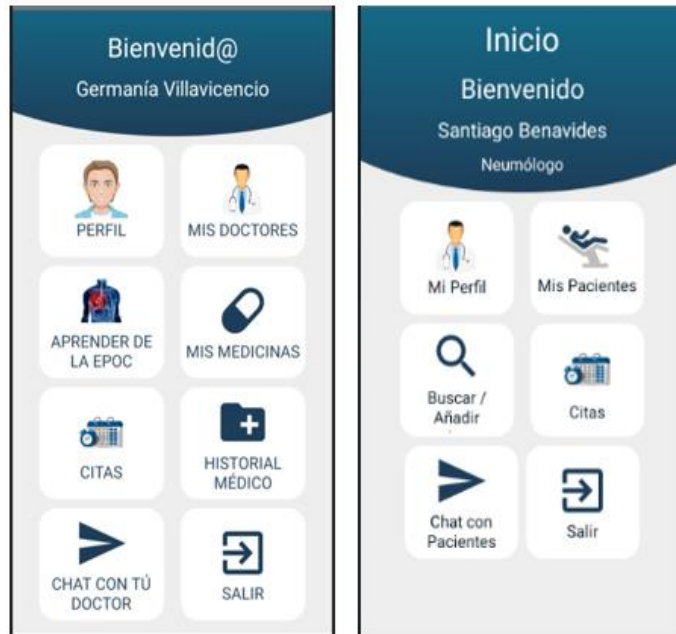 Bienvenid@
Germanía Villavicencio
PERFIL
MIS DOCTORES
APRENDER DE
LA EPOC
MIS MEDICINAS
CITAS
HISTORIAL
MÉDICO
CHAT CON TÚ
DOCTOR
SALIR
Inicio
Bienvenido
Santiago Benavides
Neumólogo
Mi Perfil
Mis Pacientes
Buscar /
Añadir
Citas
Chat con
Pacientes
Salir